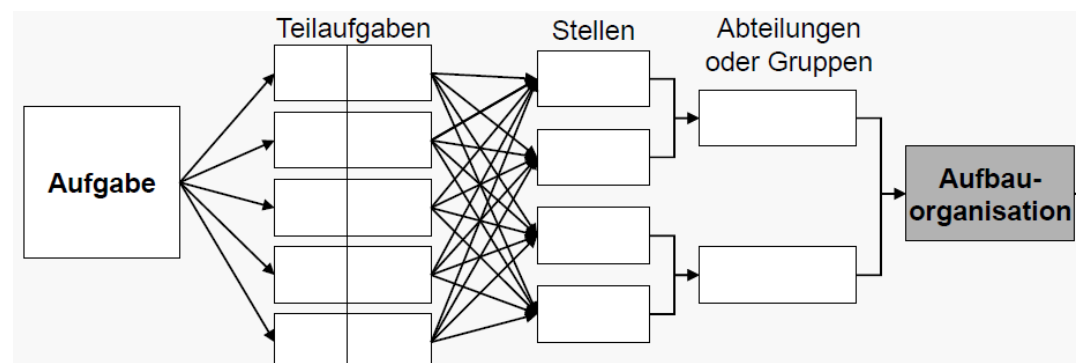 Teilaufgaben
Stellen
Abteilungen
oder Gruppen
Aufgabe
Aufbau-
organisation